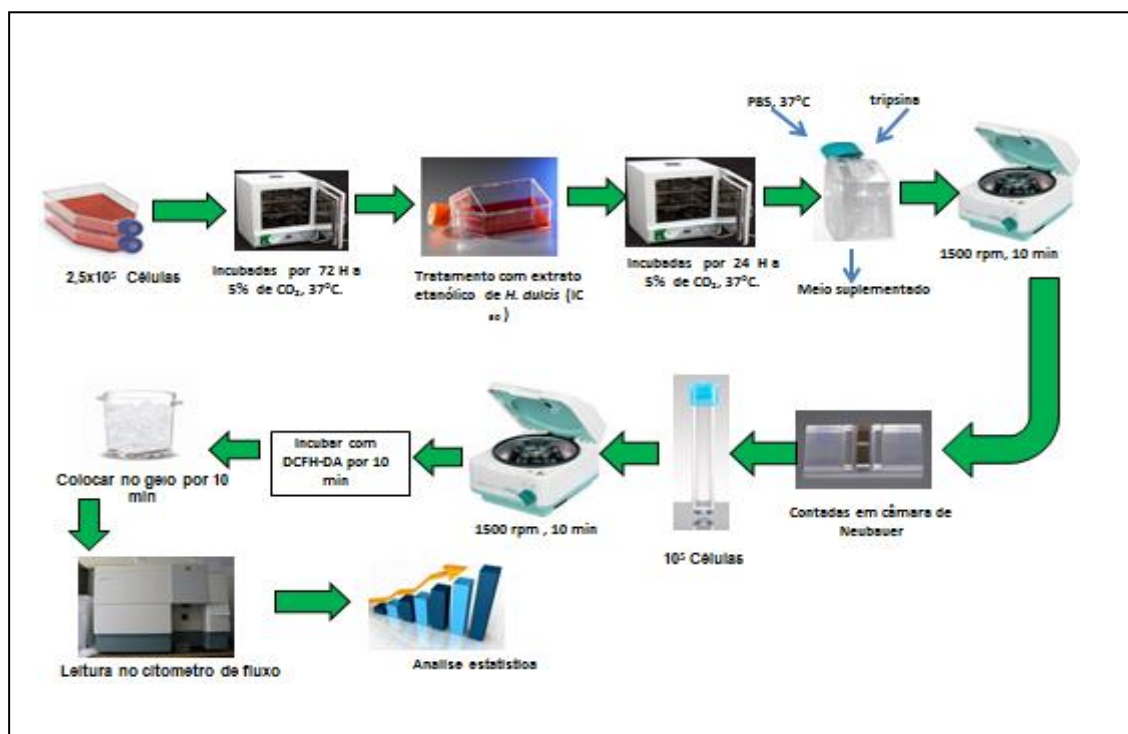 PBS, 37°C
tripsina
2,5x10⁵ Células
Incubadas por 72 H a
5% de CO₂, 37°C.
Tratamento com extrato
etanólico de H. dulcis (IC
)
Incubadas por 24 H a
5% de CO₂, 37°C.
Meio suplementado
1500 rpm, 10 min
Colocar no gelo por 10
min
Incubar com
DCFH-DA por 10
min
1500 rpm , 10 min
10⁵ Células
Contadas em câmara de
Neubauer
Leitura no citometro de fluxo
Analise estatistica